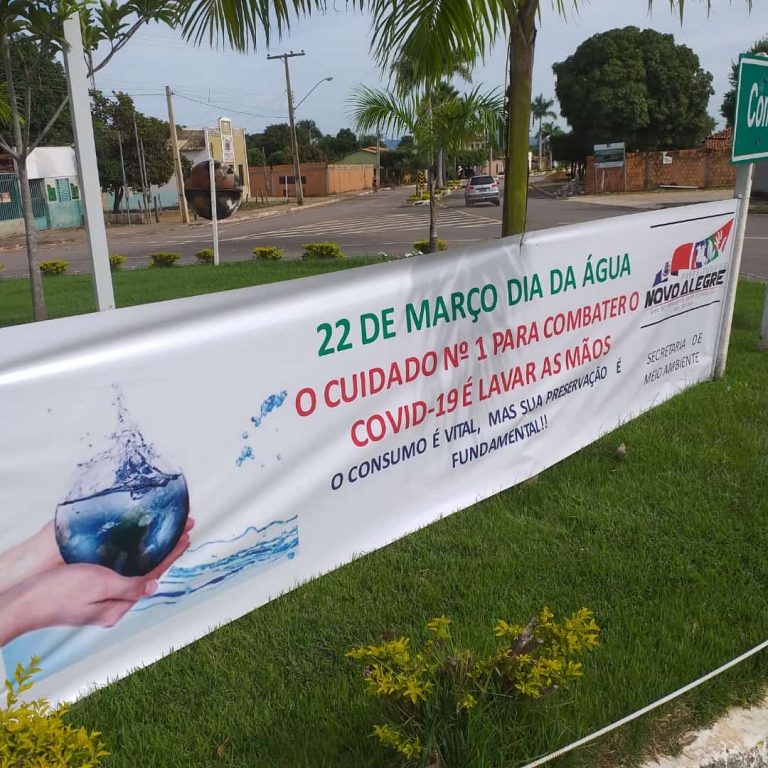 22 DE MARÇO DIA DA ÁGUA
O CUIDADO Nº 1 PARA COMBATER O
COVID-19 É LAVAR AS MÃOS
O CONSUMO É VITAL, MAS SUA PRESERVAÇÃO É
FUNDAMENTAL!!
NOVO ALEGRE
SECRETARIA DE
MEIO AMBIENTE
Con